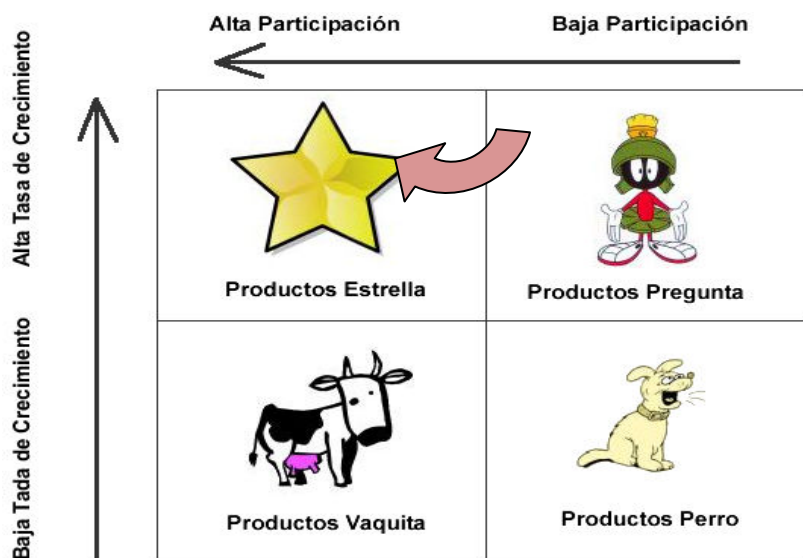 Alta Participación
Baja Participación
Alta Tasa de Crecimiento
Productos Estrella
Productos Pregunta
Baja Tada de Crecimiento
Productos Vaquita
Productos Perro